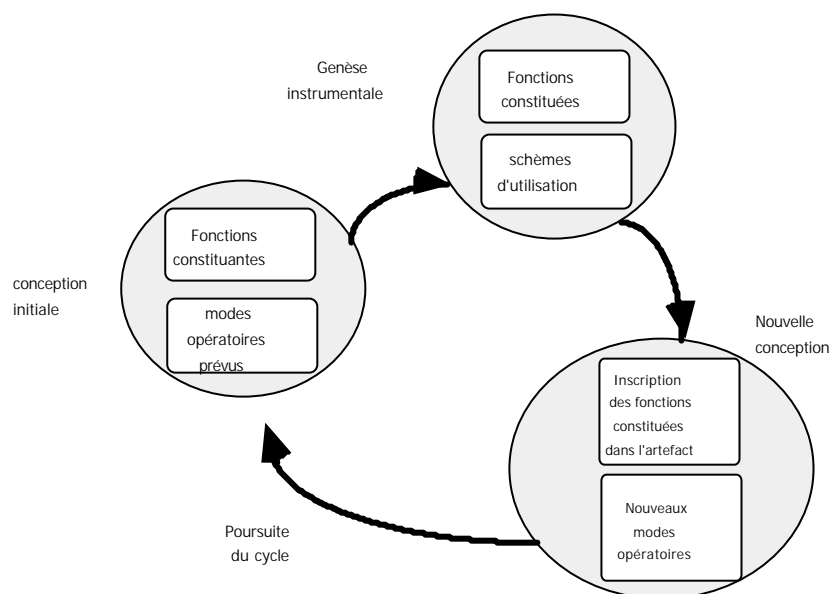 Genèse
instrumentale
Fonctions
constituées
schèmes
d'utilisation
conception
initiale
Fonctions
constituantes
modes
opératoires
prévus
Nouvelle
conception
Inscription
des fonctions
constituées
dans l'artefact
Nouveaux
modes
opératoires
Poursuite
du cycle